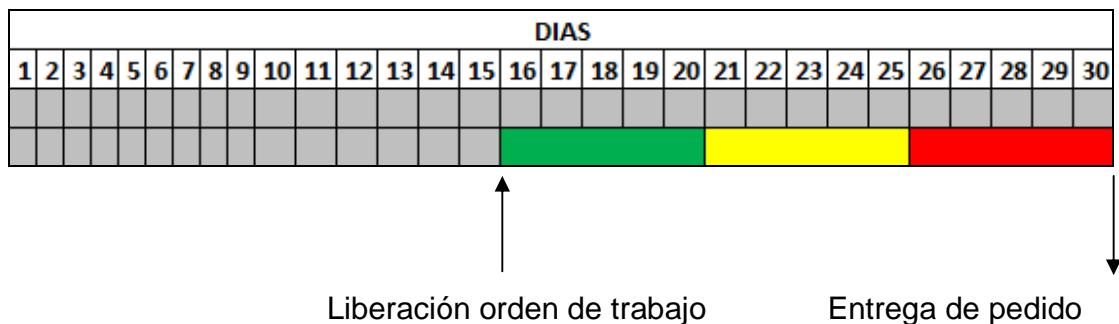 DIAS
1 2 3 4 5 6 7 8 9 10 11 12 13 14 15 16 17 18 19 20 21 22 23 24 25 26 27 28 29 30
Liberación orden de trabajo Entrega de pedido